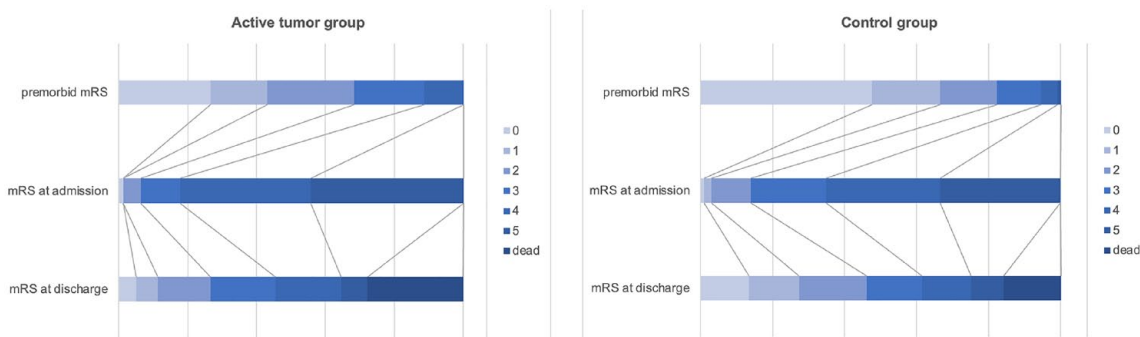 Active tumor group
premorbid mRS
mRS at admission
mRS at discharge
0
1
2
3
4
5
dead
Control group
premorbid mRS
mRS at admission
mRS at discharge
0
1
2
3
4
5
dead